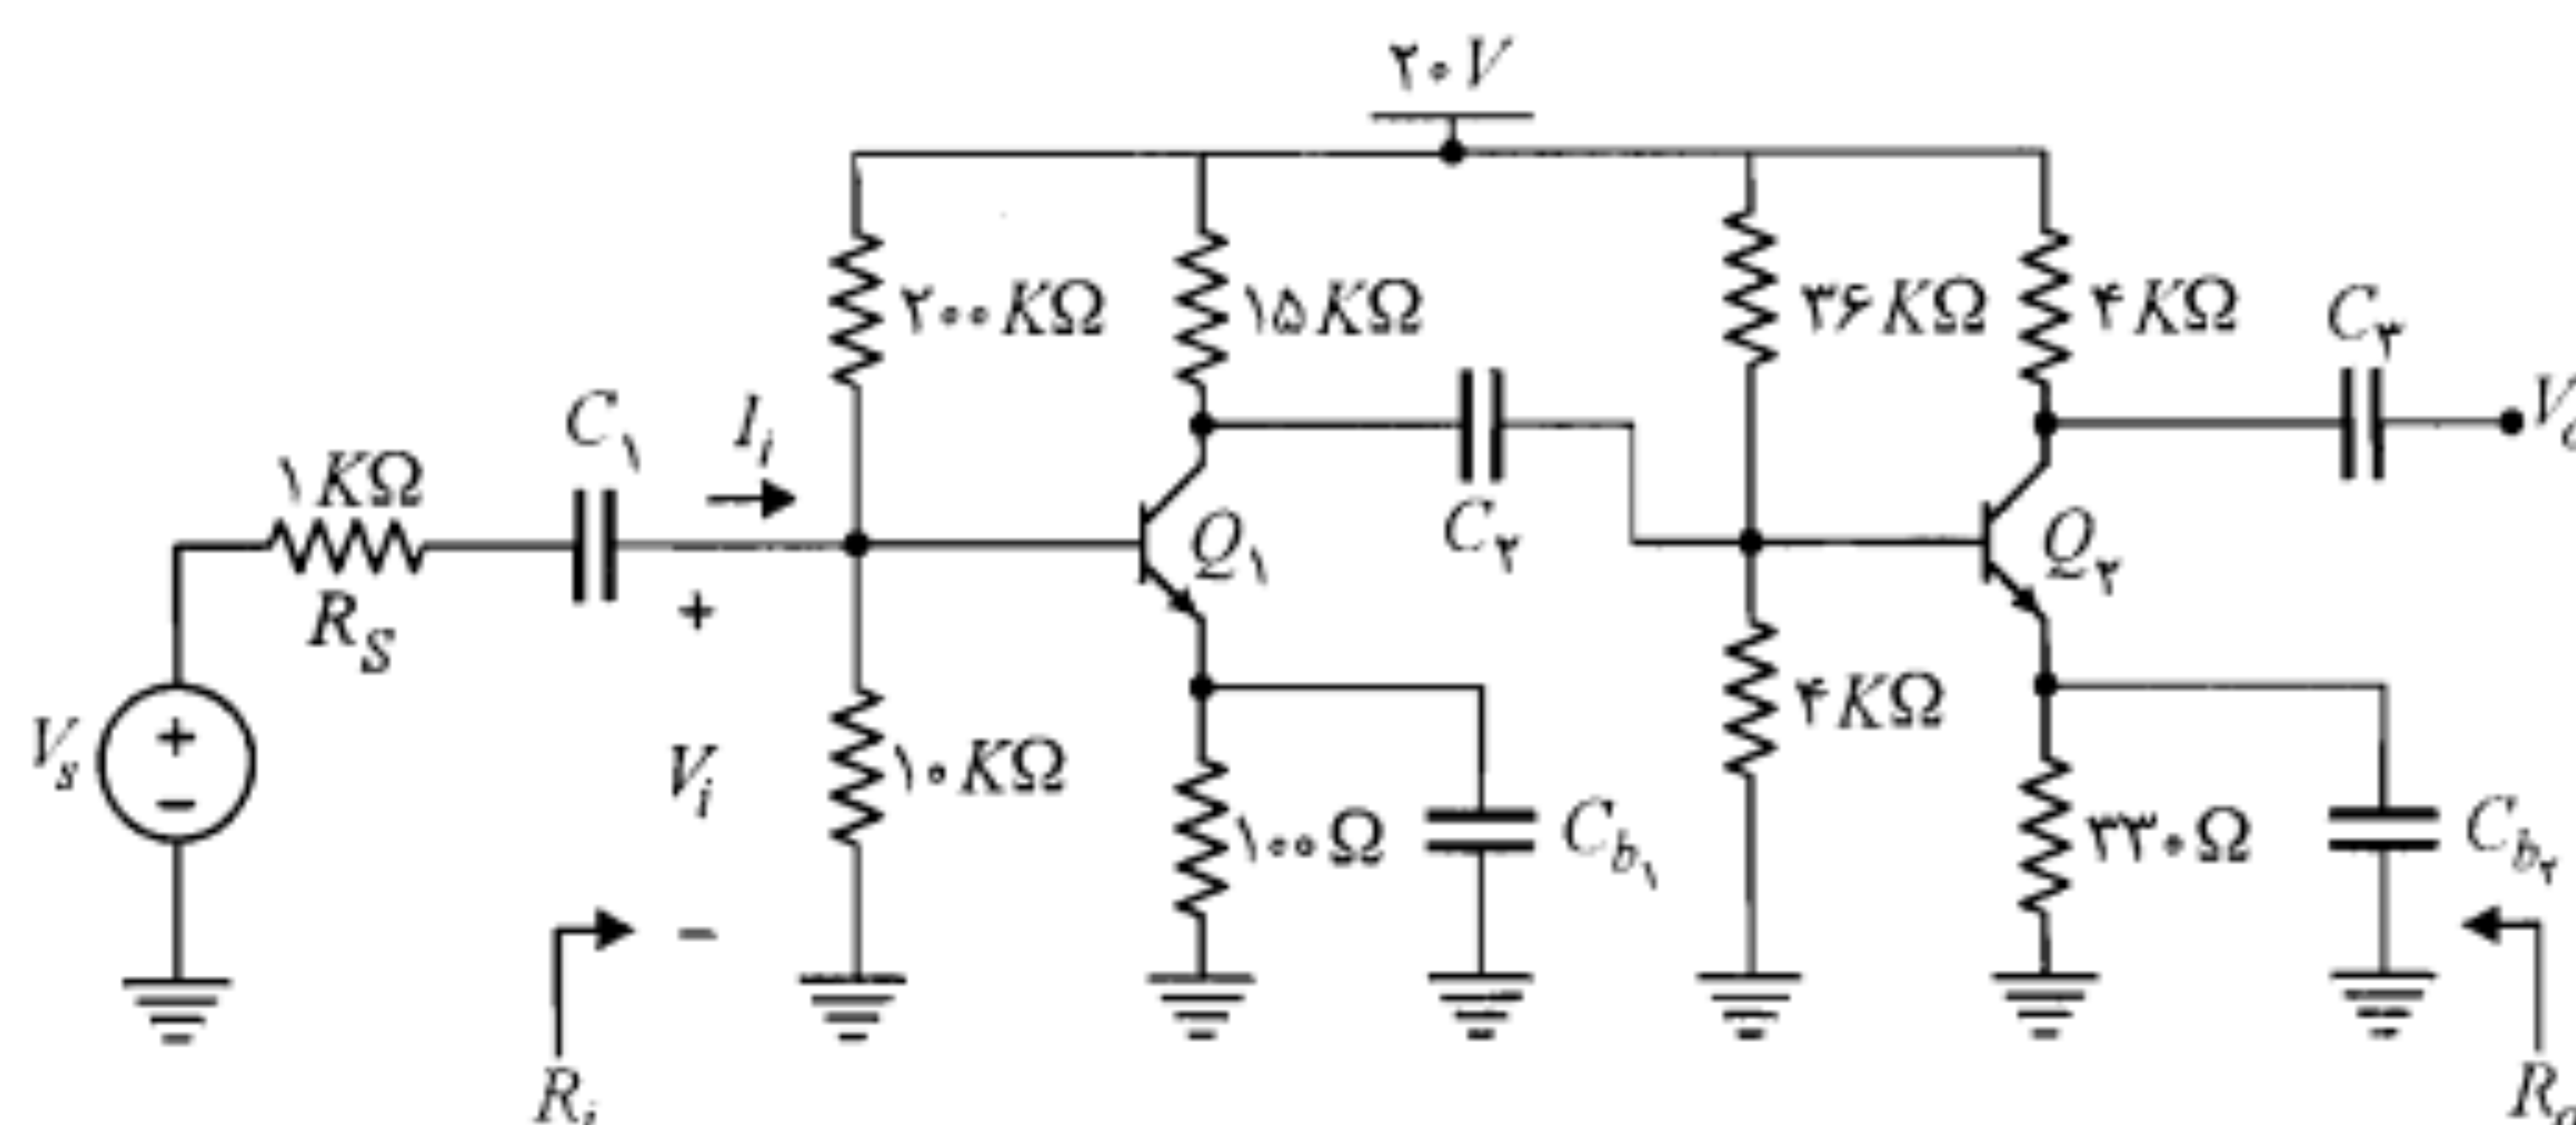 ۲۰V
۲۰۰KΩ
۱۵KΩ
۳۶KΩ
۴KΩ
C۳
C۱
I_i
۱KΩ
R_S
Q۱
C۲
Q۲
V_s
+
−
+
V_i
−
۱۰KΩ
۱۰۰Ω
C_b۱
۴KΩ
۳۳۰Ω
C_b۲
R_i